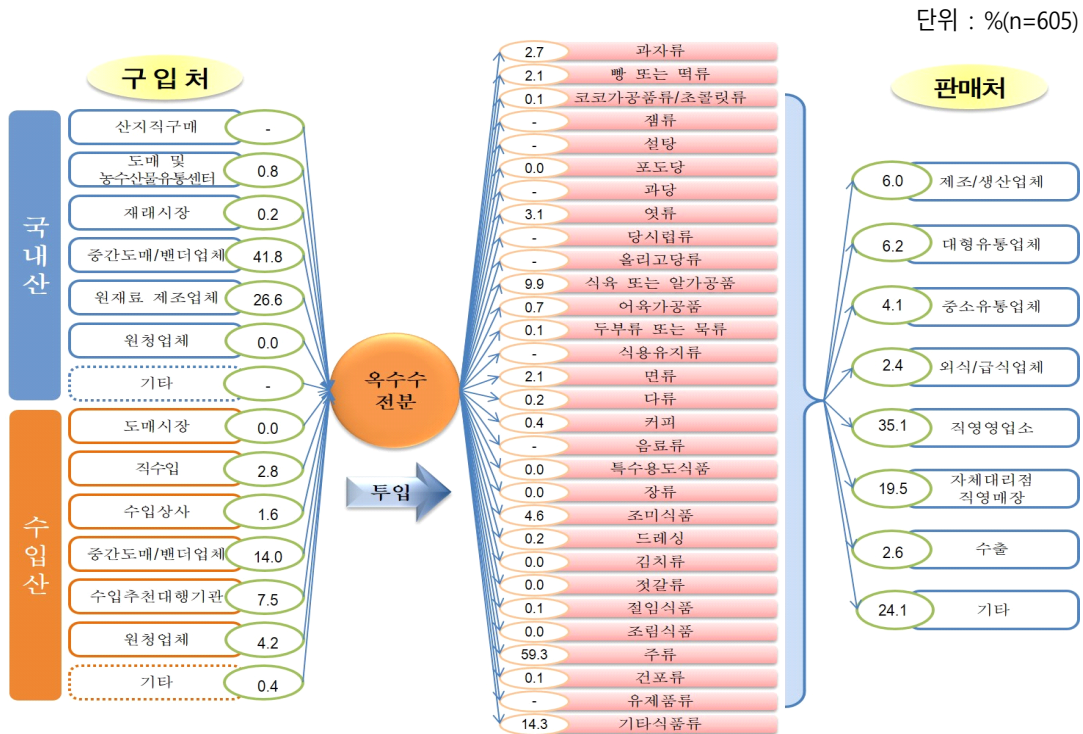 단위 : %(n=605)
구입처
국내산
산지직구매
-
도매 및
농수산물유통센터
0.8
재래시장
0.2
중간도매/밴더업체
41.8
원재료 제조업체
26.6
원청업체
0.0
기타
-
수입산
도매시장
0.0
직수입
2.8
수입상사
1.6
중간도매/밴더업체
14.0
수입추천대행기관
7.5
원청업체
4.2
기타
0.4
옥수수
전분
투입
2.7 과자류
2.1 빵 또는 떡류
0.1 코코가공품류/초콜릿류
- 잼류
- 설탕
0.0 포도당
- 과당
3.1 엿류
- 당시럽류
- 올리고당류
9.9 식육 또는 알가공품
0.7 어육가공품
0.1 두부류 또는 묵류
- 식용유지류
2.1 면류
0.2 다류
0.4 커피
- 음료류
0.0 특수용도식품
0.0 장류
4.6 조미식품
0.2 드레싱
0.0 김치류
0.0 젓갈류
0.1 절임식품
0.0 조림식품
59.3 주류
0.1 건포류
- 유제품류
14.3 기타식품류
판매처
6.0 제조/생산업체
6.2 대형유통업체
4.1 중소유통업체
2.4 외식/급식업체
35.1 직영영업소
19.5 자체대리점
직영매장
2.6 수출
24.1 기타